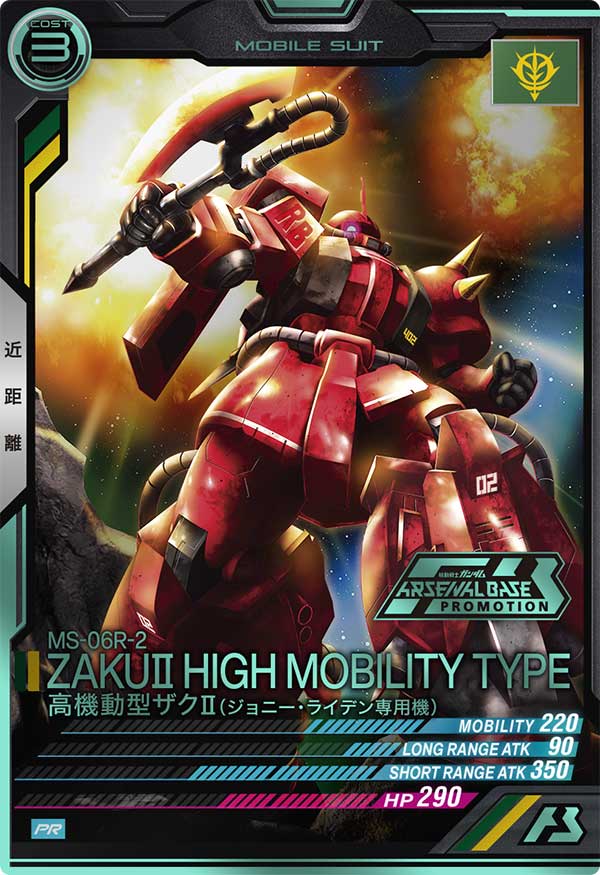 COST
3
MOBILE SUIT
RB
402
近距離
02
機動戦士ガンダム
ARSENAL BASE
PROMOTION
MS-06R-2
ZAKUⅡ HIGH MOBILITY TYPE
高機動型ザクⅡ(ジョニー・ライデン専用機)
MOBILITY 220
LONG RANGE ATK 90
SHORT RANGE ATK 350
HP 290
PR
AB